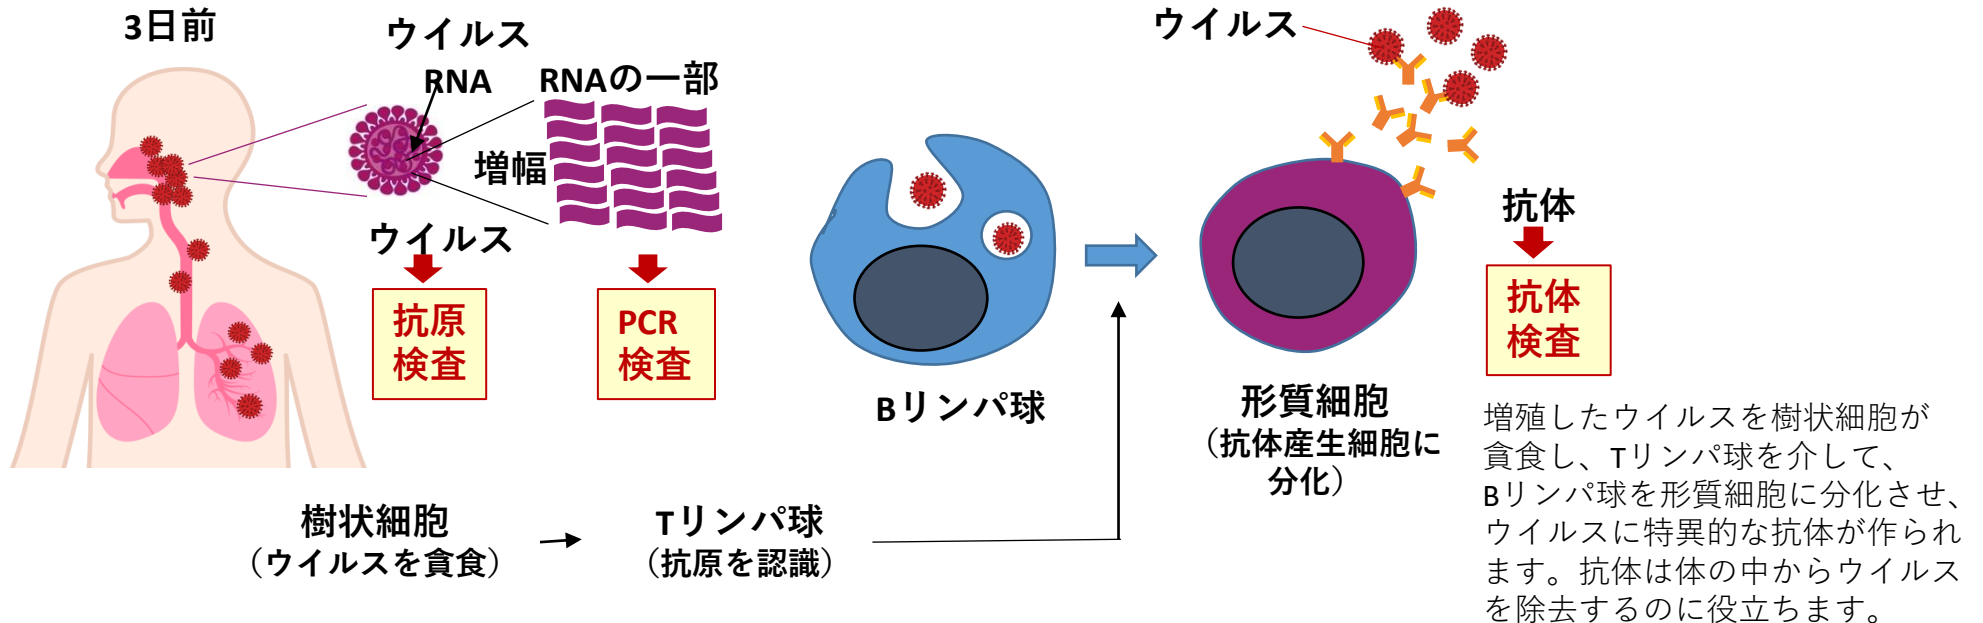 3日前
ウイルス
RNA
RNAの一部
増幅
ウイルス
抗原
検査
PCR
検査
Bリンパ球
ウイルス
抗体
抗体
検査
形質細胞
（抗体産生細胞に
分化）
樹状細胞
（ウイルスを貪食）
Tリンパ球
（抗原を認識）
増殖したウイルスを樹状細胞が
貪食し、Tリンパ球を介して、
Bリンパ球を形質細胞に分化させ、
ウイルスに特異的な抗体が作られ
ます。抗体は体の中からウイルス
を除去するのに役立ちます。